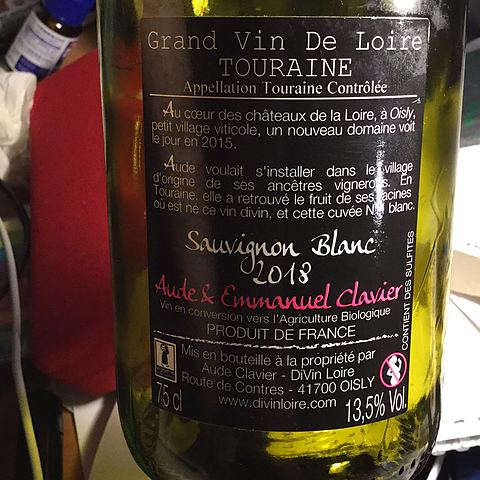 Grand Vin De Loire
TOURAINE
Appellation Touraine Contrôlée
Au cœur des châteaux de la Loire, à Oisly,
petit village viticole, un nouveau domaine voit
le jour en 2015.
Aude voulait s'installer dans le village
d'origine de ses ancêtres vignerons. En
Touraine, elle a retrouvé le fruit de ses racines
où est né ce vin divin, et cette cuvée N°1 blanc.
Sauvignon Blanc
2018
Aude & Emmanuel Clavier
Vin en conversion vers l'Agriculture Biologique
PRODUIT DE FRANCE
CONTIENT DES SULFITES
Mis en bouteille à la propriété par
Aude Clavier - DiVin Loire
Route de Contres - 41700 OISLY
www.divinloire.com
75 cl
13,5% Vol.